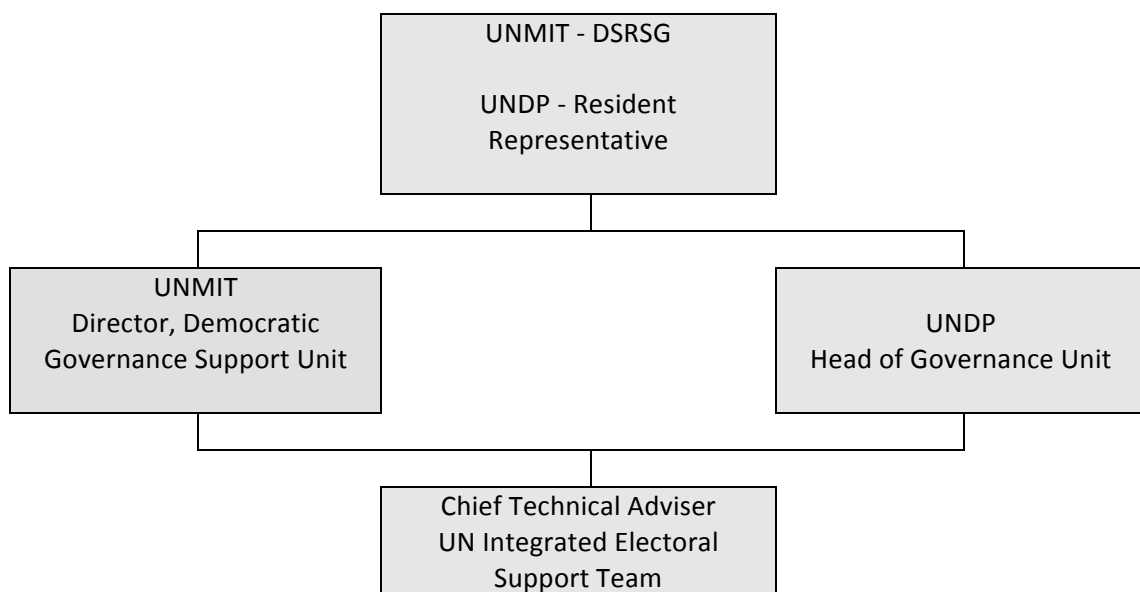 UNMIT - DSRSG
UNDP - Resident
Representative
UNMIT
Director, Democratic
Governance Support Unit
UNDP
Head of Governance Unit
Chief Technical Adviser
UN Integrated Electoral
Support Team